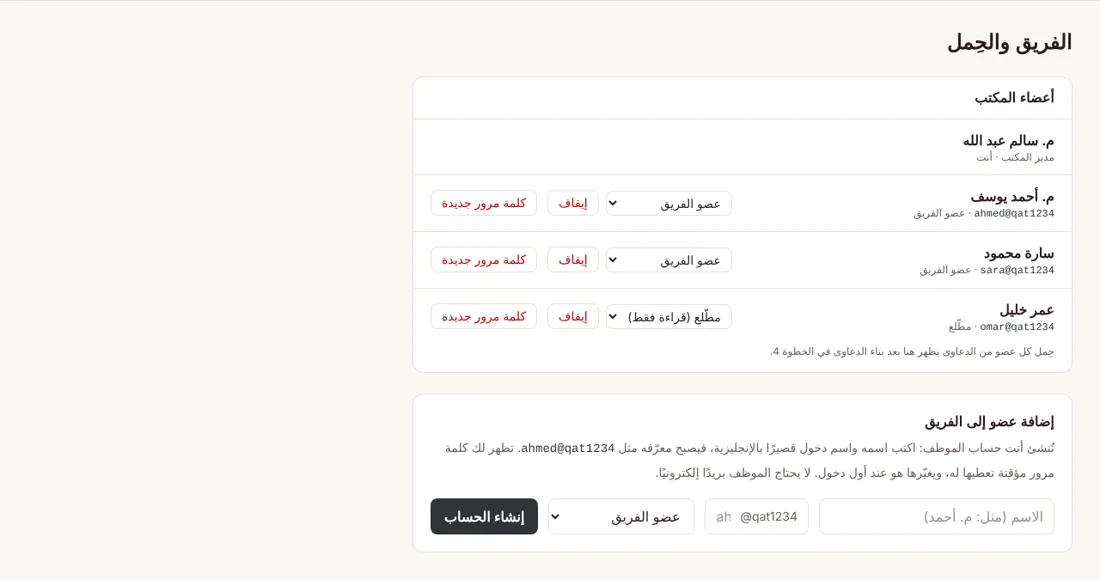 الفريق والحِمل
أعضاء المكتب
م. سالم عبد الله
مدير المكتب · أنت
م. أحمد يوسف
ahmed@qat1234 · عضو الفريق
عضو الفريق
إيقاف
كلمة مرور جديدة
سارة محمود
sara@qat1234 · عضو الفريق
عضو الفريق
إيقاف
كلمة مرور جديدة
عمر خليل
omar@qat1234 · مطّلع
مطّلع (قراءة فقط)
إيقاف
كلمة مرور جديدة
حِمل كل عضو من الدعاوى يظهر هنا بعد بناء الدعاوى في الخطوة 4.
إضافة عضو إلى الفريق
تُنشئ أنت حساب الموظف: اكتب اسمه واسم دخول قصيرًا بالإنجليزية، فيصبح معرّفه مثل ahmed@qat1234. تظهر لك كلمة
مرور مؤقتة تعطيها له، ويغيّرها هو عند أول دخول. لا يحتاج الموظف بريدًا إلكترونيًا.
الاسم (مثل: م. أحمد)
ah @qat1234
عضو الفريق
إنشاء الحساب